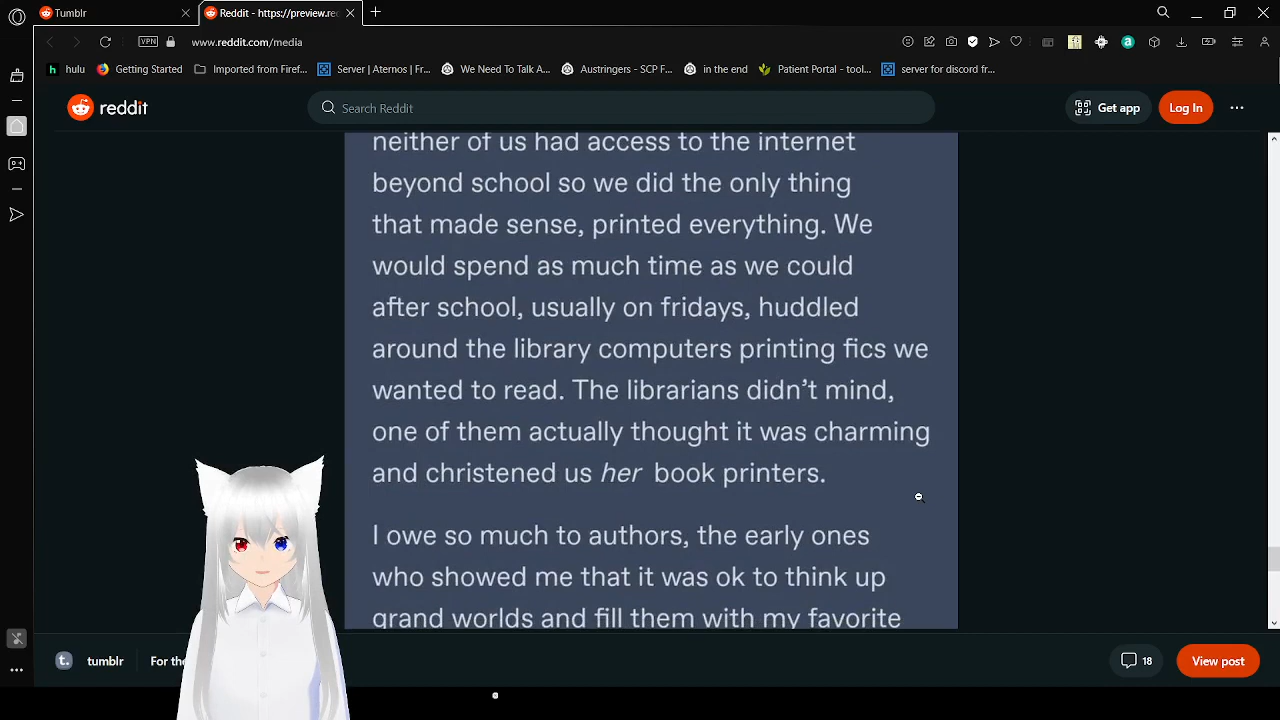 Tumblr
Reddit - https://preview.red
VPN
www.reddit.com/media
hulu
Getting Started
Imported from Firef...
Server | Aternos | Fr...
We Need To Talk A...
Austringers - SCP F...
in the end
Patient Portal - tool...
server for discord fr...
reddit
Search Reddit
Get app
Log In
neither of us had access to the internet
beyond school so we did the only thing
that made sense, printed everything. We
would spend as much time as we could
after school, usually on fridays, huddled
around the library computers printing fics we
wanted to read. The librarians didn't mind,
one of them actually thought it was charming
and christened us her book printers.
I owe so much to authors, the early ones
who showed me that it was ok to think up
grand worlds and fill them with my favorite
tumblr
For the
18
View post